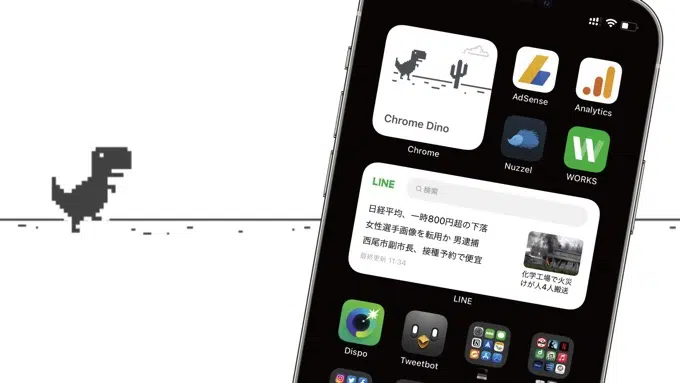 Chrome Dino
Chrome
AdSense
Analytics
Nuzzel
WORKS
LINE
検索
日経平均、一時800円超の下落
女性選手画像を転用か 男逮捕
西尾市副市長、接種予約で便宜
最終更新 11:34
化学工場で火災
けが人4人搬送
LINE
Dispo
Tweetbot